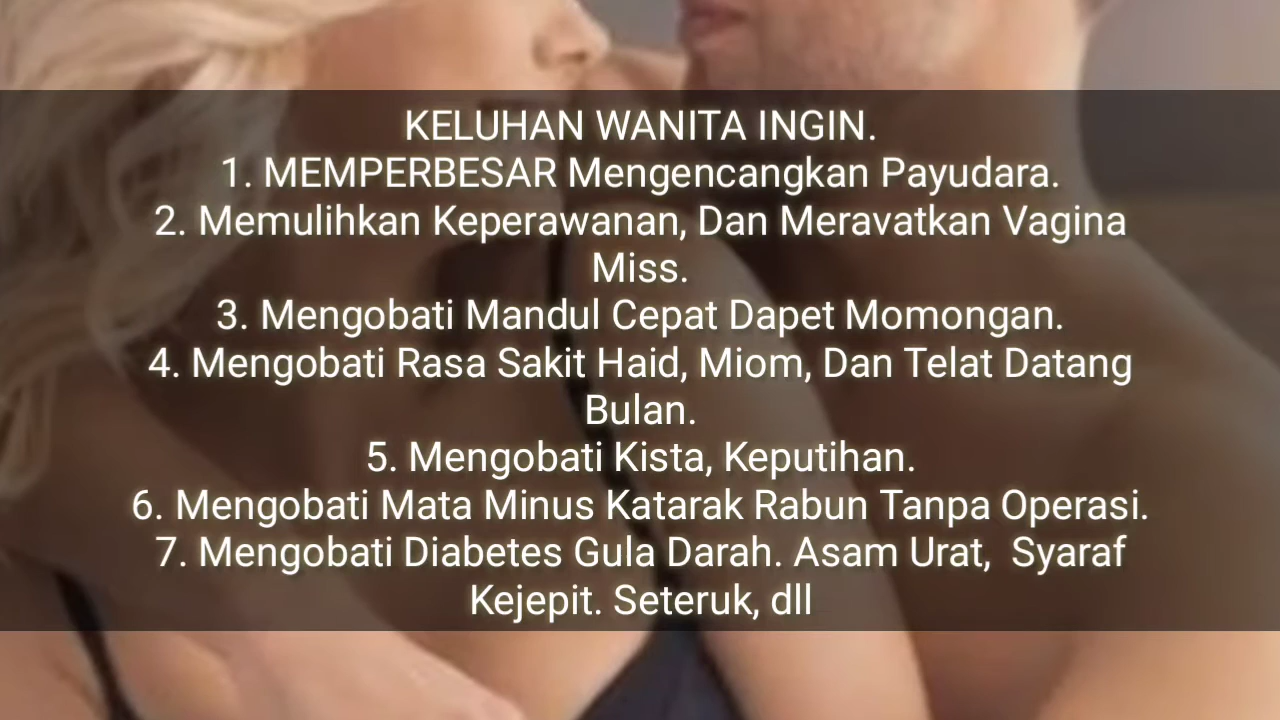 KELUHAN WANITA INGIN.
1. MEMPERBESAR Mengencangkan Payudara.
2. Memulihkan Keperawanan, Dan Meravatkan Vagina
Miss.
3. Mengobati Mandul Cepat Dapet Momongan.
4. Mengobati Rasa Sakit Haid, Miom, Dan Telat Datang
Bulan.
5. Mengobati Kista, Keputihan.
6. Mengobati Mata Minus Katarak Rabun Tanpa Operasi.
7. Mengobati Diabetes Gula Darah. Asam Urat,  Syaraf
Kejepit. Seteruk, dll